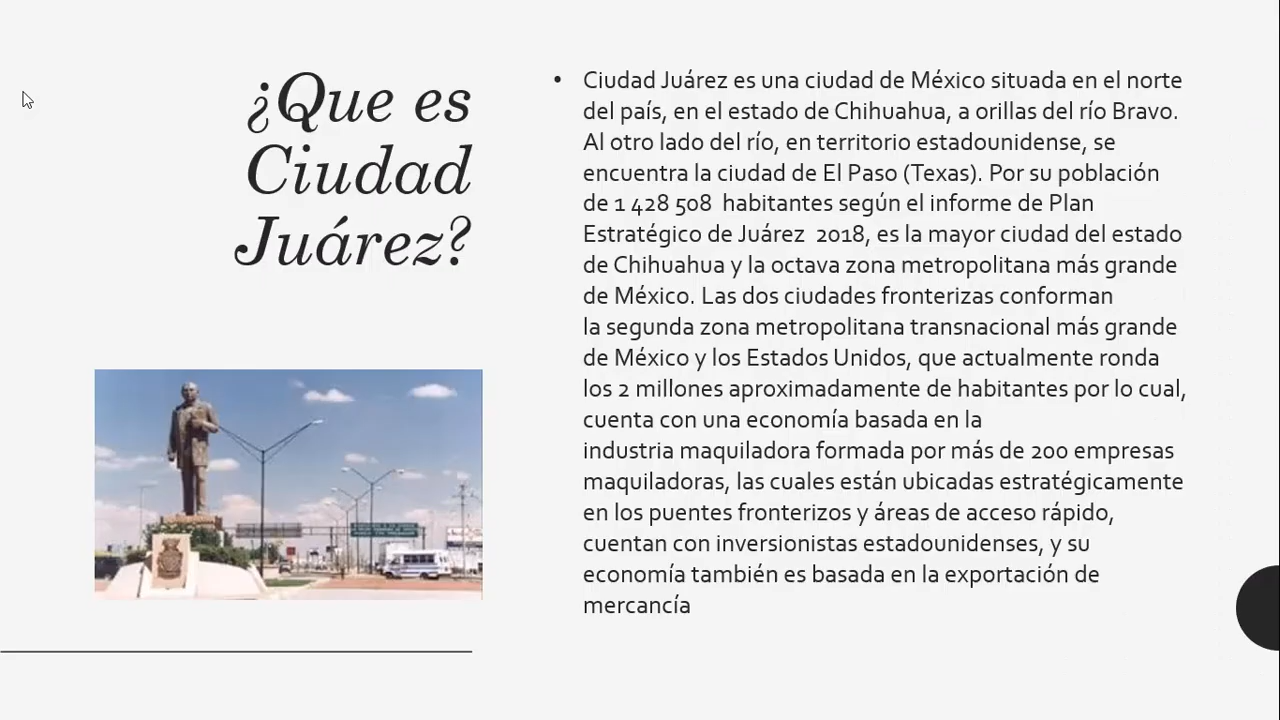 ¿Que es
Ciudad
Juárez?
• Ciudad Juárez es una ciudad de México situada en el norte
del país, en el estado de Chihuahua, a orillas del río Bravo.
Al otro lado del río, en territorio estadounidense, se
encuentra la ciudad de El Paso (Texas). Por su población
de 1 428 508  habitantes según el informe de Plan
Estratégico de Juárez  2018, es la mayor ciudad del estado
de Chihuahua y la octava zona metropolitana más grande
de México. Las dos ciudades fronterizas conforman
la segunda zona metropolitana transnacional más grande
de México y los Estados Unidos, que actualmente ronda
los 2 millones aproximadamente de habitantes por lo cual,
cuenta con una economía basada en la
industria maquiladora formada por más de 200 empresas
maquiladoras, las cuales están ubicadas estratégicamente
en los puentes fronterizos y áreas de acceso rápido,
cuentan con inversionistas estadounidenses, y su
economía también es basada en la exportación de
mercancía